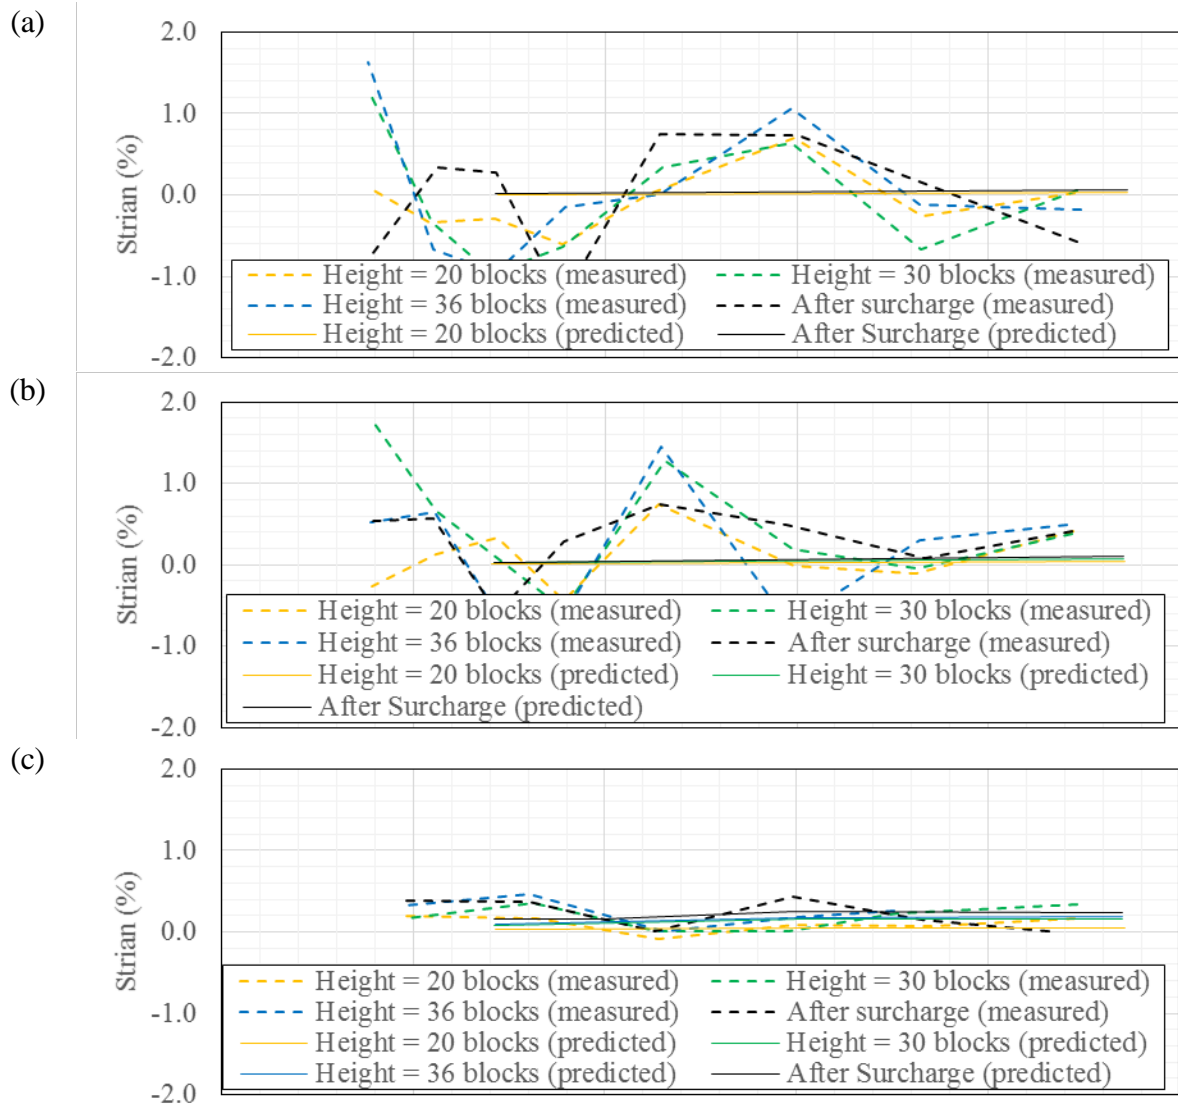 (a)
2.0
1.0
0.0
-1.0
-2.0
Strian (%)
Height = 20 blocks (measured) Height = 30 blocks (measured)
Height = 36 blocks (measured) After surcharge (measured)
Height = 20 blocks (predicted) After Surcharge (predicted)
(b)
2.0
1.0
0.0
-1.0
-2.0
Strian (%)
Height = 20 blocks (measured) Height = 30 blocks (measured)
Height = 36 blocks (measured) After surcharge (measured)
Height = 20 blocks (predicted) Height = 30 blocks (predicted)
After Surcharge (predicted)
(c)
2.0
1.0
0.0
-1.0
-2.0
Strian (%)
Height = 20 blocks (measured) Height = 30 blocks (measured)
Height = 36 blocks (measured) After surcharge (measured)
Height = 20 blocks (predicted) Height = 30 blocks (predicted)
Height = 36 blocks (predicted) After Surcharge (predicted)